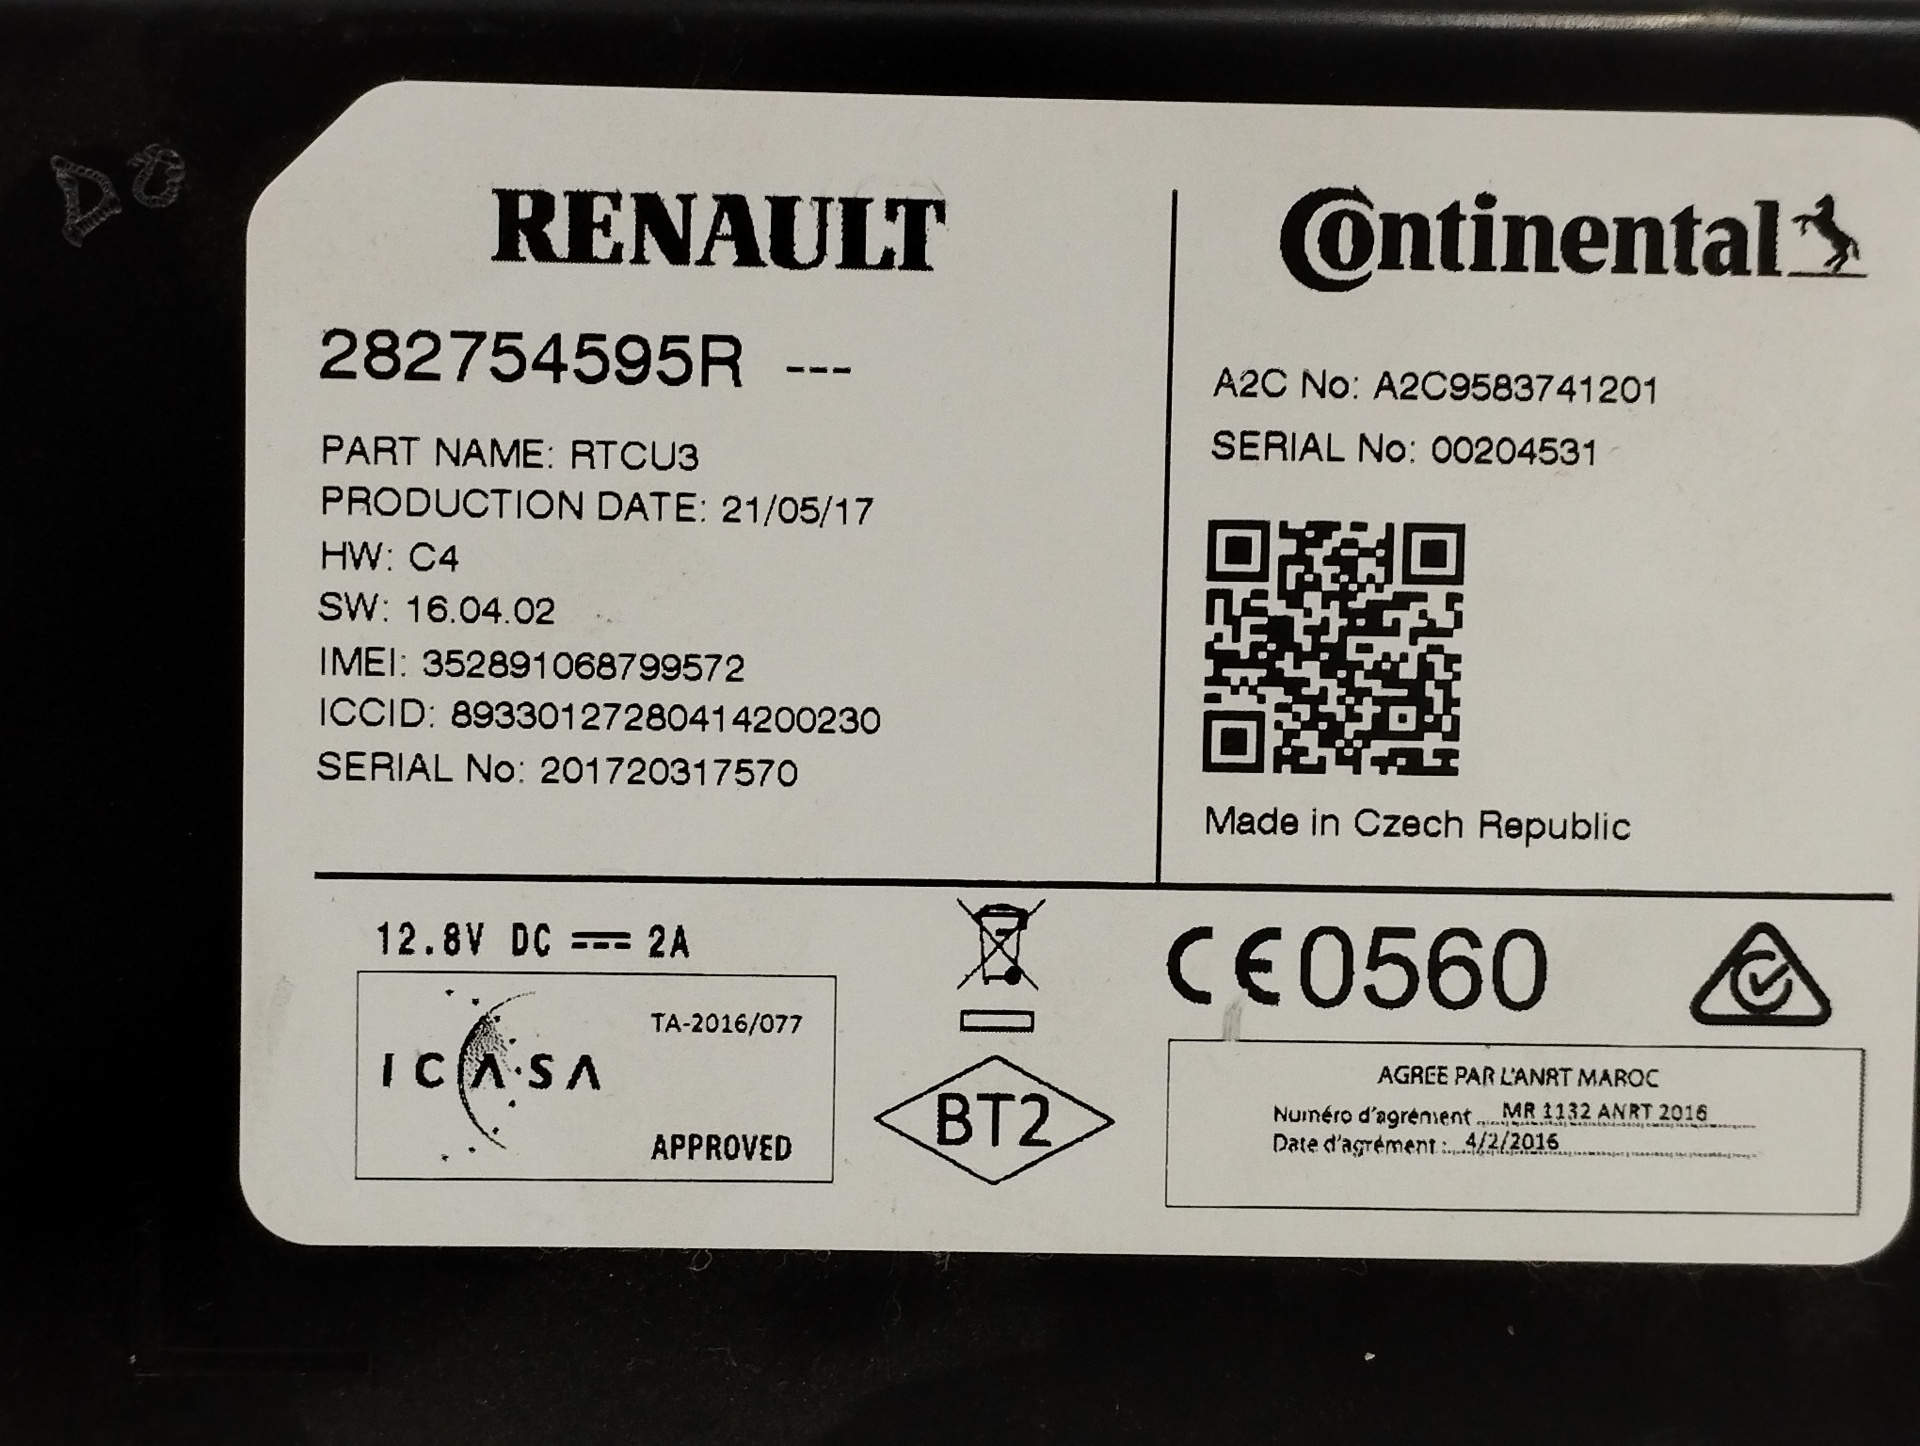 RENAULT
282754595R ---
PART NAME: RTCU3
PRODUCTION DATE: 21/05/17
HW: C4
SW: 16.04.02
IMEI: 352891068799572
ICCID: 89330127280414200230
SERIAL No: 201720317570
Continental
A2C No: A2C9583741201
SERIAL No: 00204531
Made in Czech Republic
12.8V DC 2A
ICASA
TA-2016/077
APPROVED
BT2
CE0560
AGREE PAR L'ANRT MAROC
Numéro d'agrément MR 1132 ANRT 2016
Date d'agrément : 4/2/2016